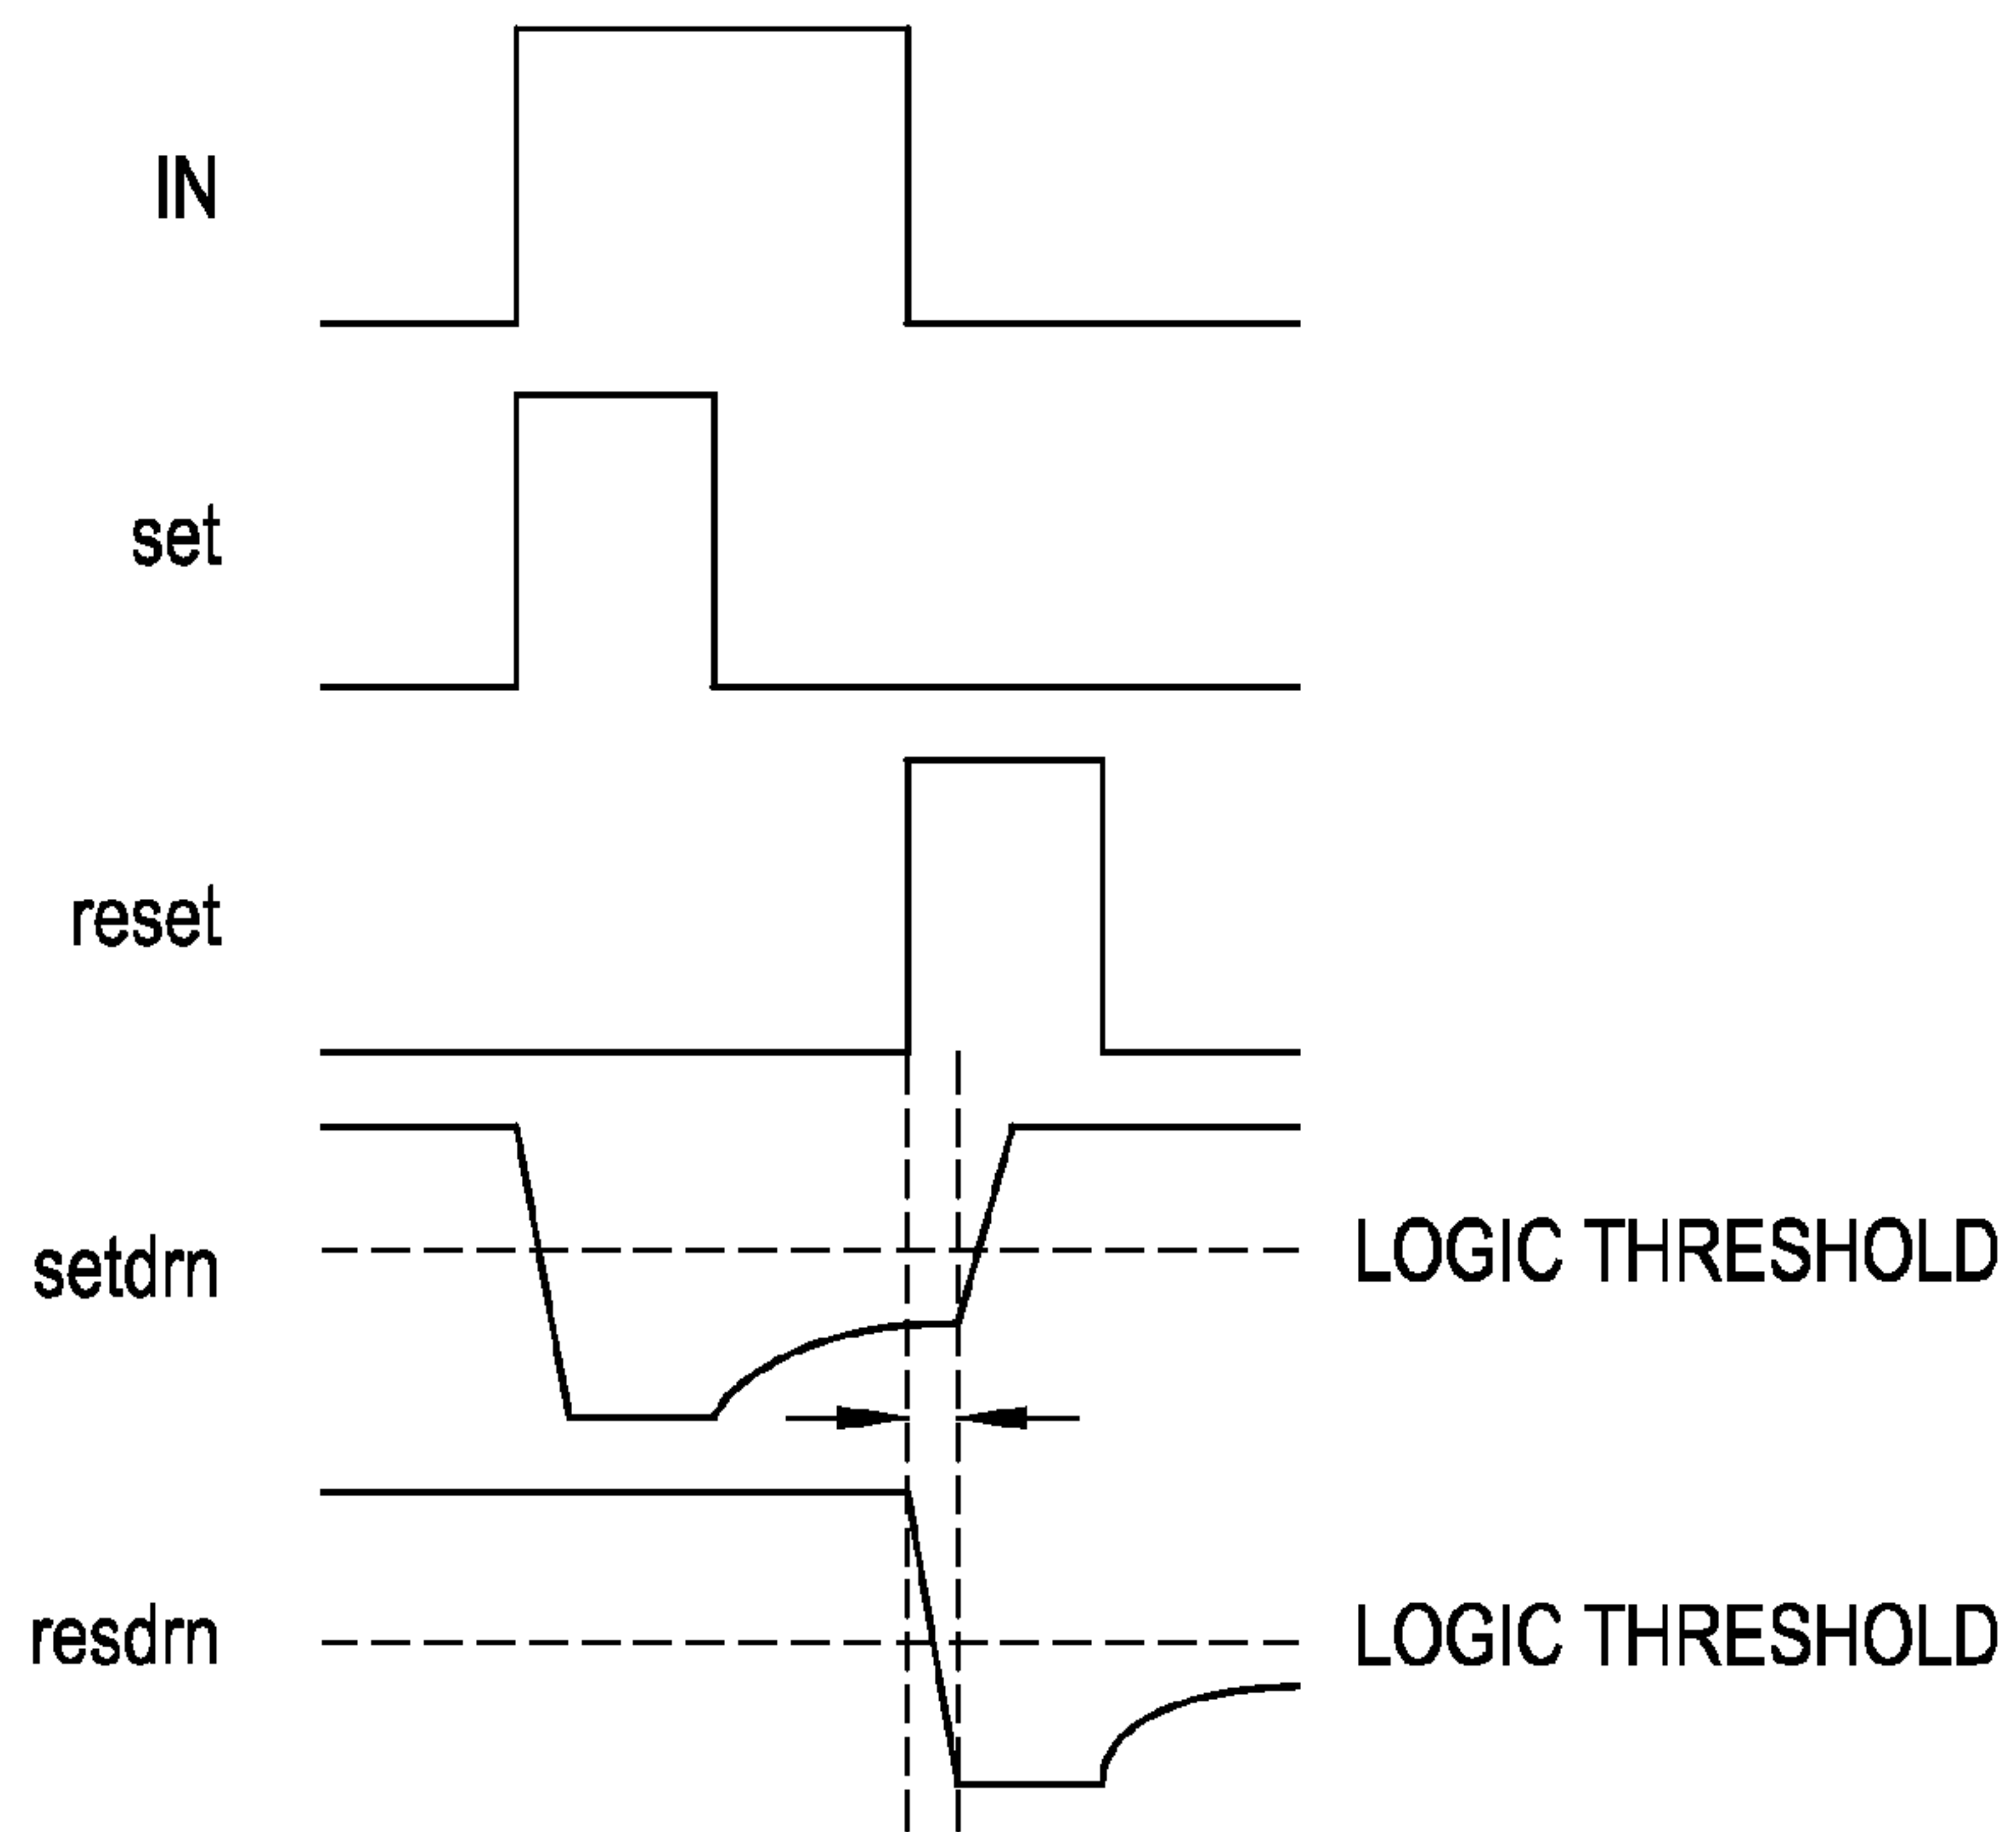 IN
set
reset
setdrn
LOGIC THRESHOLD
resdrn
LOGIC THRESHOLD